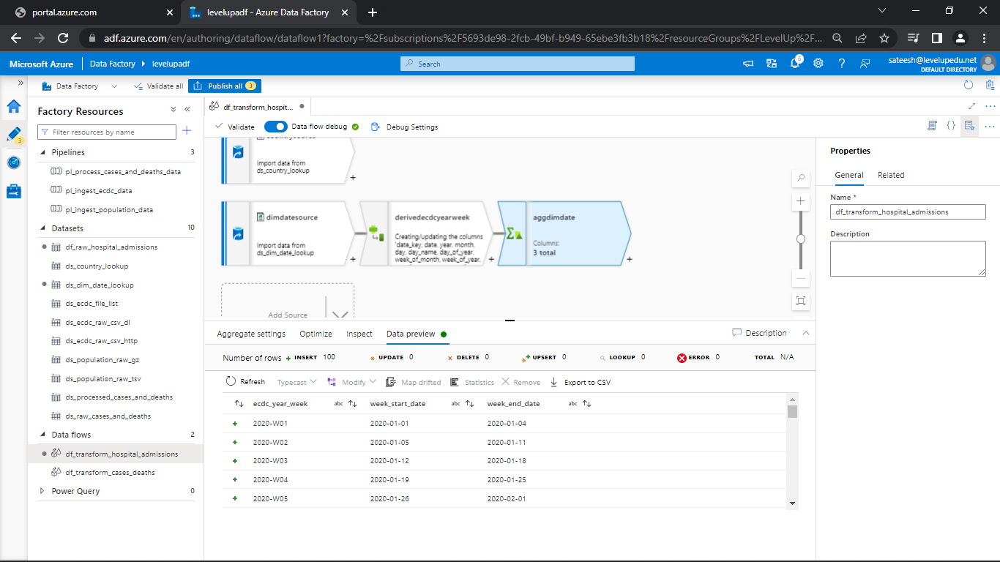 portal.azure.com
levelupadf - Azure Data Factory
adf.azure.com/en/authoring/dataflow/dataflow1?factory=%2Fsubscriptions%2F5693de98-2fcb-49bf-b949-65ebe3fb3b18%2FresourceGroups%2FLevelUp%2F...
Microsoft Azure
Data Factory
levelupadf
Search
6
sateesh@levelupedu.net
DEFAULT DIRECTORY
Data Factory
Validate all
Publish all 3
3
Factory Resources
Filter resources by name
Pipelines 3
pl_process_cases_and_deaths_data
pl_ingest_ecdc_data
pl_ingest_population_data
Datasets 10
df_raw_hospital_admissions
ds_country_lookup
ds_dim_date_lookup
ds_ecdc_file_list
ds_ecdc_raw_csv_dl
ds_ecdc_raw_csv_http
ds_population_raw_gz
ds_population_raw_tsv
ds_processed_cases_and_deaths
ds_raw_cases_and_deaths
Data flows 2
df_transform_hospital_admissions
df_transform_cases_deaths
Power Query 0
df_transform_hospit...
Validate
Data flow debug
Debug Settings
Import data from
ds_country_lookup
dimdatesource
Import data from
ds_dim_date_lookup
derivedecdcyearweek
Creating/updating the columns
'date_key, date, year, month,
day, day_name, day_of_year,
week_of_month, week_of_year,
aggdimdate
Columns:
3 total
Add Source
Aggregate settings
Optimize
Inspect
Data preview
Description
Number of rows + INSERT 100
UPDATE 0
DELETE 0
UPSERT 0
LOOKUP 0
ERROR 0
TOTAL N/A
Refresh
Typecast
Modify
Map drifted
Statistics
Remove
Export to CSV
ecdc_year_week abc week_start_date abc week_end_date abc
+ 2020-W01 2020-01-01 2020-01-04
+ 2020-W02 2020-01-05 2020-01-11
+ 2020-W03 2020-01-12 2020-01-18
+ 2020-W04 2020-01-19 2020-01-25
+ 2020-W05 2020-01-26 2020-02-01
Properties
General
Related
Name *
df_transform_hospital_admissions
Description